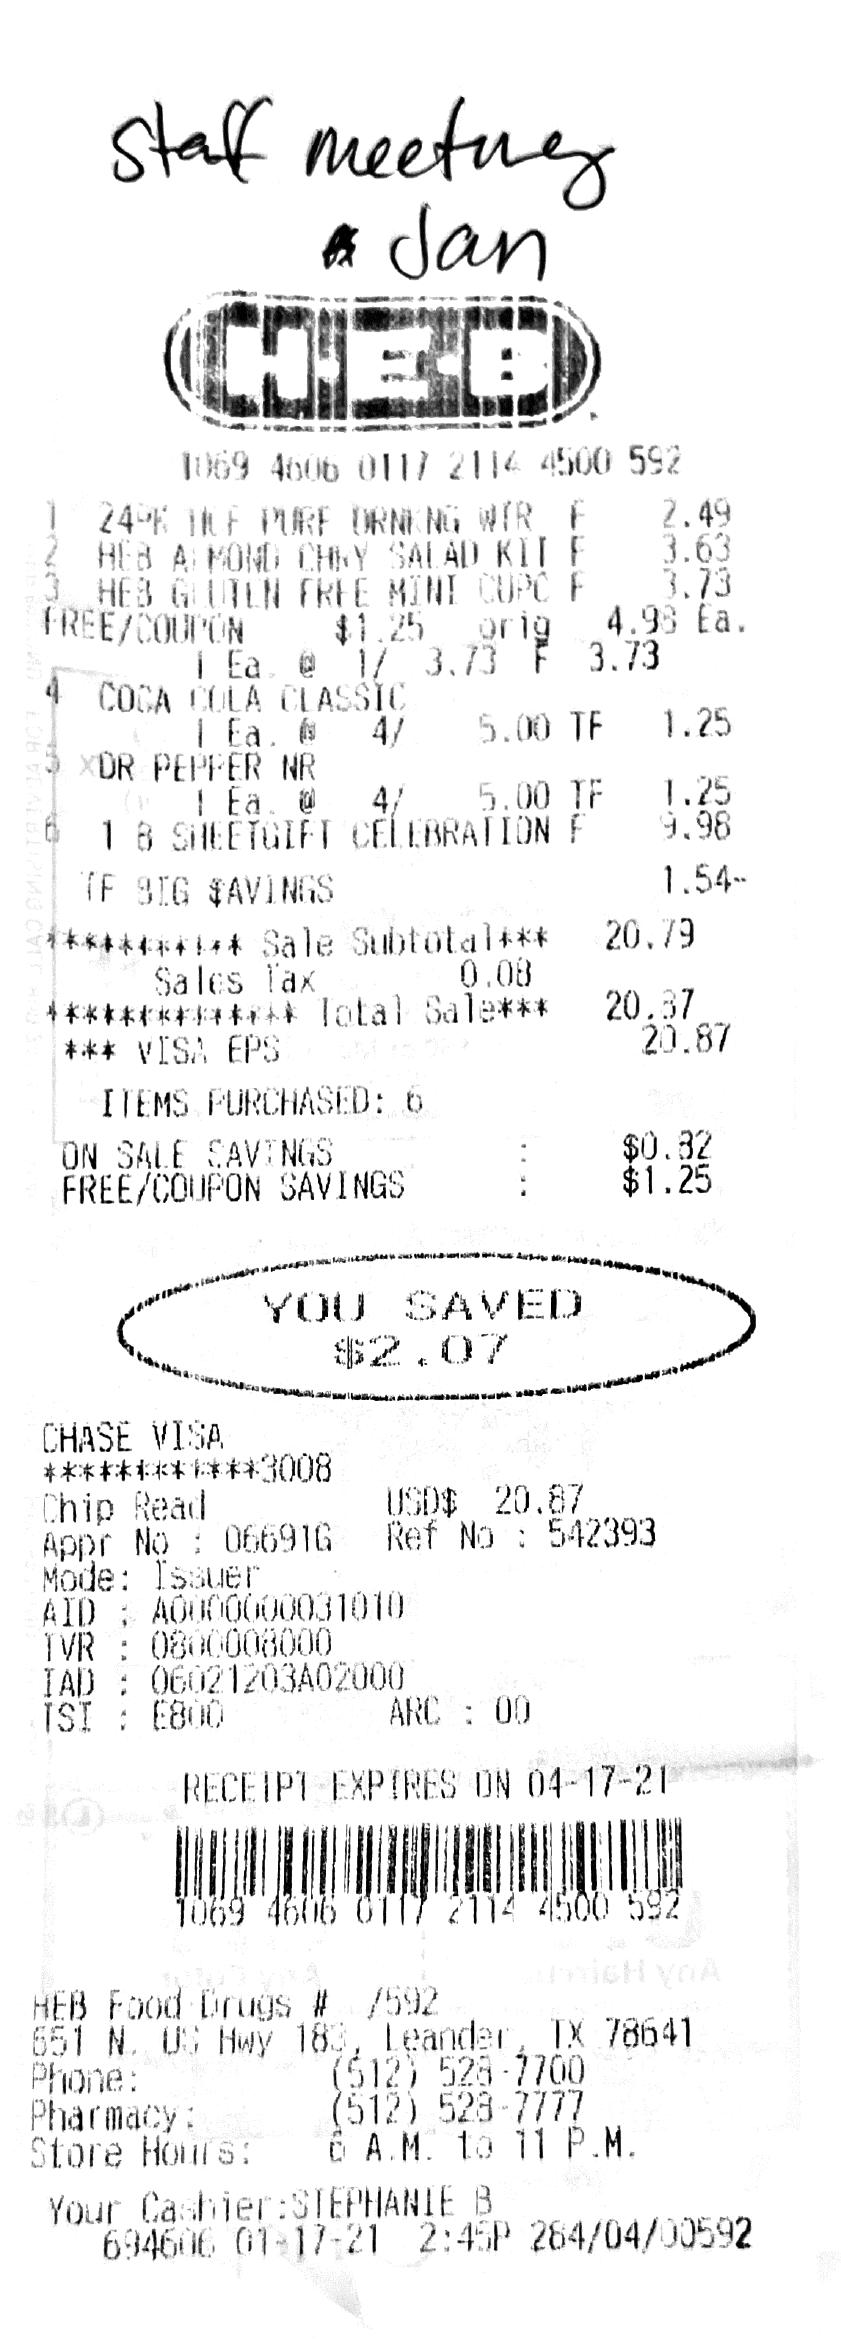 staff meeting
Jan
H-E-B
1069 4606 0117 2114 4500 592
1 24PK HCF PURE DRNKNG WTR F 2.49
2 HEB ALMOND CHRY SALAD KIT F 3.63
3 HEB GLUTEN FREE MINI CUPC F 3.73
FREE/COUPON $1.25 orig 4.98 Ea.
1 Ea. @ 1/ 3.73 F 3.73
4 COCA COLA CLASSIC
1 Ea. @ 4/ 5.00 TF 1.25
5 DR PEPPER NR
1 Ea. @ 4/ 5.00 TF 1.25
6 1 8 SHEETGIFT CELEBRATION F 9.98
TF BIG $AVINGS 1.54-
*********** Sale Subtotal*** 20.79
Sales Tax 0.08
************** Total Sale*** 20.87
*** VISA EPS 20.87
ITEMS PURCHASED: 6
ON SALE SAVINGS : $0.82
FREE/COUPON SAVINGS : $1.25
YOU SAVED
$2.07
CHASE VISA
************3008
Chip Read USD$ 20.87
Appr No : 06691G Ref No : 542393
Mode: Issuer
AID : A0000000031010
TVR : 0800008000
IAD : 06021203A02000
TSI : E800 ARC : 00
RECEIPT EXPIRES ON 04-17-21
1069 4606 0117 2114 4500 592
HEB Food Drugs # /592
651 N. US Hwy 183, Leander, TX 78641
Phone: (512) 528-7700
Pharmacy: (512) 528-7777
Store Hours: 6 A.M. to 11 P.M.
Your Cashier:STEPHANIE B
694606 01-17-21 2:45P 284/04/00592